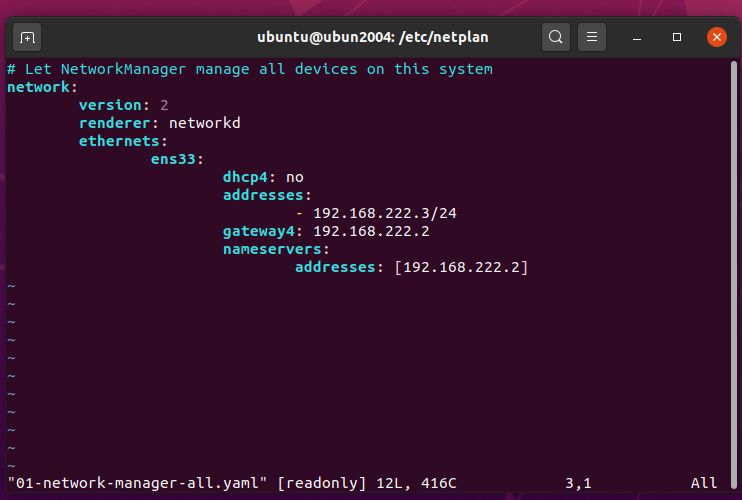 ubuntu@ubun2004: /etc/netplan
# Let NetworkManager manage all devices on this system
network:
        version: 2
        renderer: networkd
        ethernets:
                ens33:
                        dhcp4: no
                        addresses:
                                - 192.168.222.3/24
                        gateway4: 192.168.222.2
                        nameservers:
                                addresses: [192.168.222.2]
~
~
~
~
~
~
~
~
~
~
~
"01-network-manager-all.yaml" [readonly] 12L, 416C 3,1 All